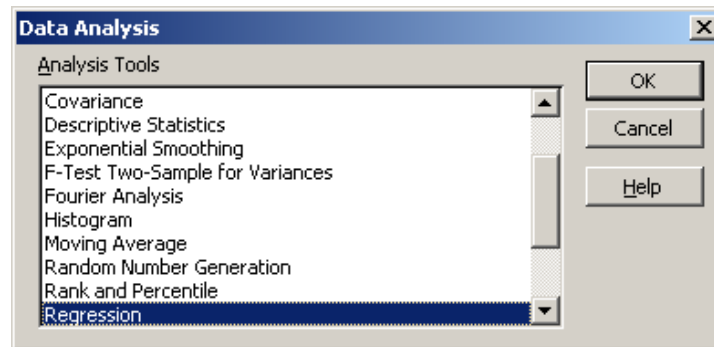 Data Analysis
Analysis Tools
Covariance
Descriptive Statistics
Exponential Smoothing
F-Test Two-Sample for Variances
Fourier Analysis
Histogram
Moving Average
Random Number Generation
Rank and Percentile
Regression
OK
Cancel
Help